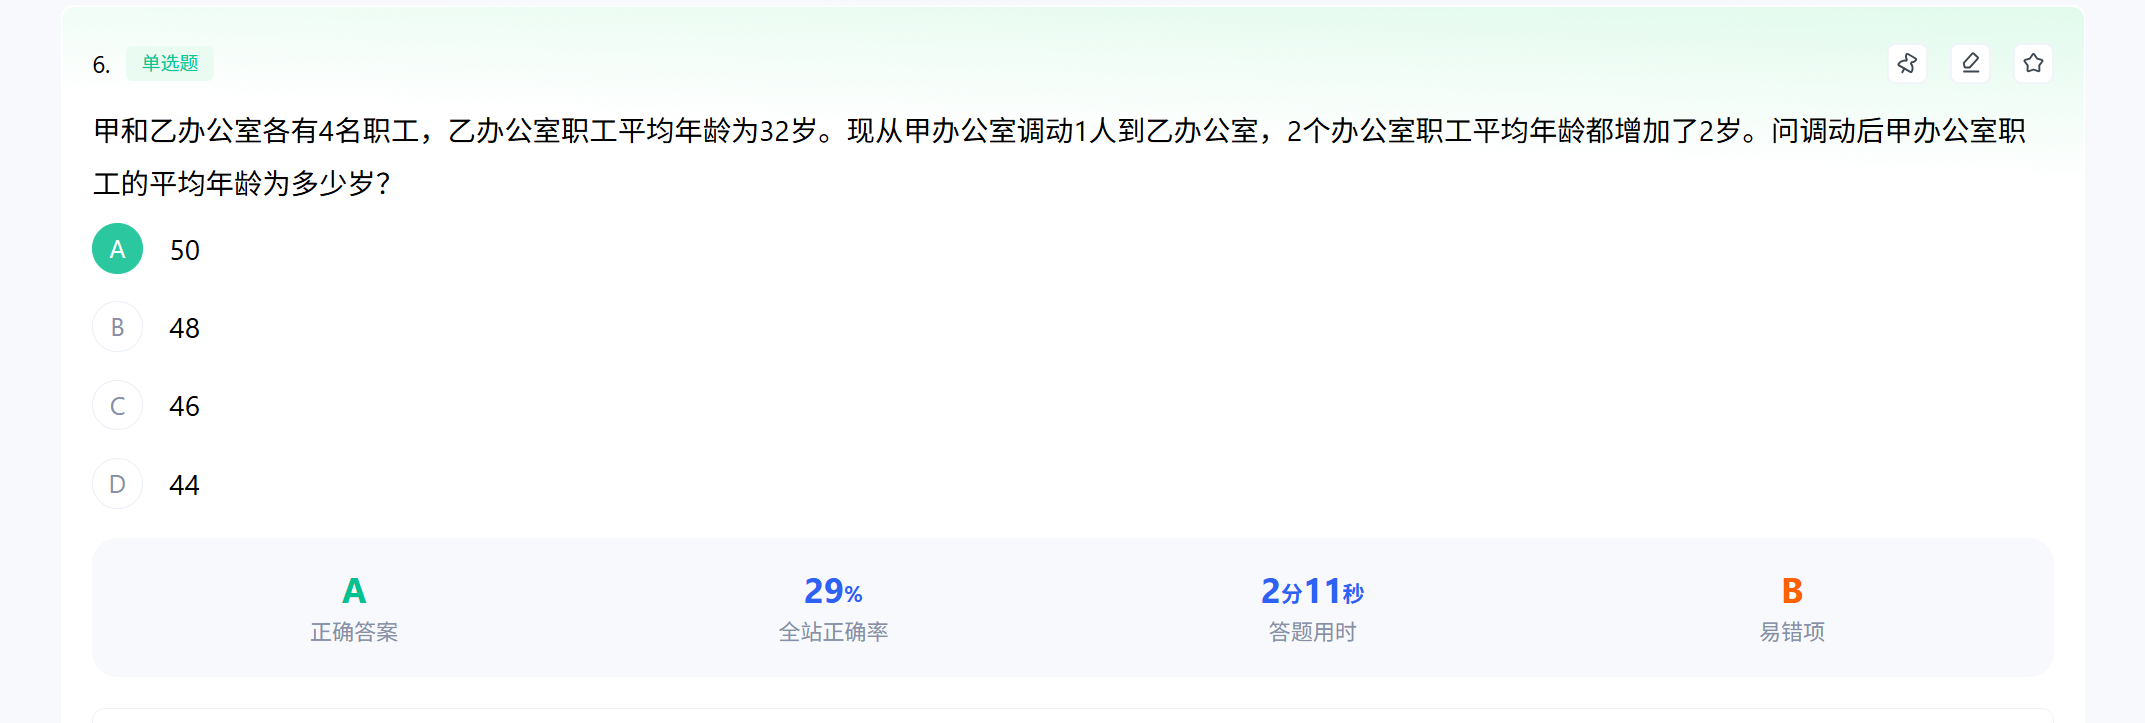 6. 单选题
甲和乙办公室各有4名职工，乙办公室职工平均年龄为32岁。现从甲办公室调动1人到乙办公室，2个办公室职工平均年龄都增加了2岁。问调动后甲办公室职
工的平均年龄为多少岁？
A 50
B 48
C 46
D 44
A 29% 2分11秒 B
正确答案 全站正确率 答题用时 易错项